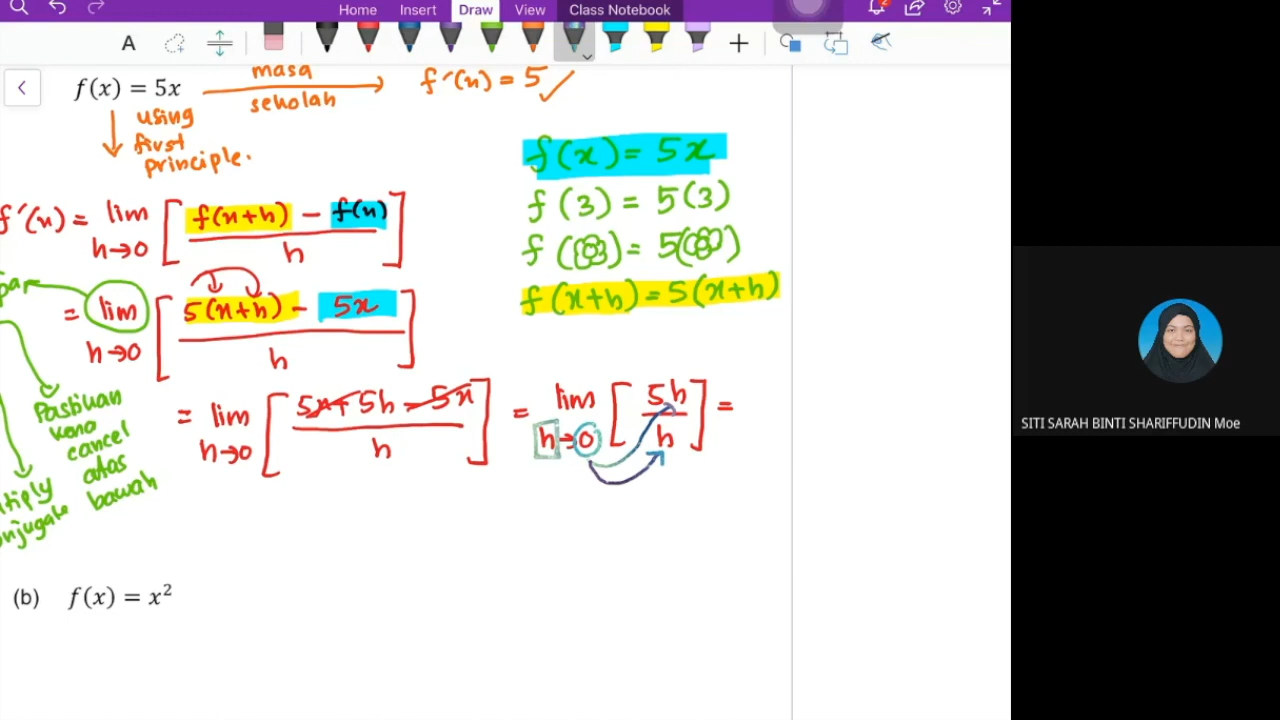 Home Insert Draw View Class Notebook
2
A
f(x) = 5x
masa
sekolah
f'(x) = 5 ✓
using
first
principle.
f(x) = 5x
f(3) = 5(3)
f( ) = 5( )
f(x+h) = 5(x+h)
f'(x) = lim h→0 [ f(x+h) - f(x) / h ]
= lim h→0 [ 5(x+h) - 5x / h ]
= lim h→0 [ 5x + 5h - 5x / h ] = lim h→0 [ 5h / h ] =
Pastikan
kena
cancel
atas
bawah
(b) f(x) = x²
SITI SARAH BINTI SHARIFFUDIN Moe